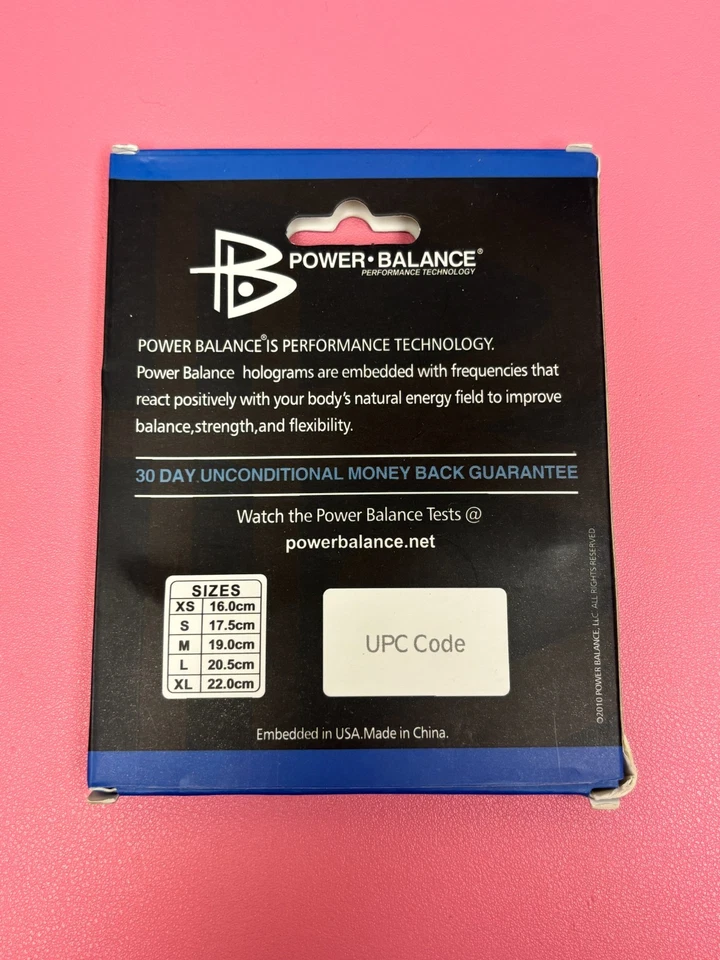 POWER•BALANCE®
PERFORMANCE TECHNOLOGY
POWER BALANCE®IS PERFORMANCE TECHNOLOGY.
Power Balance holograms are embedded with frequencies that
react positively with your body's natural energy field to improve
balance,strength,and flexibility.
30 DAY UNCONDITIONAL MONEY BACK GUARANTEE
Watch the Power Balance Tests @
powerbalance.net
SIZES
XS 16.0cm
S 17.5cm
M 19.0cm
L 20.5cm
XL 22.0cm
UPC Code
Embedded in USA.Made in China.
©2010 POWER BALANCE, LLC. ALL RIGHTS RESERVED